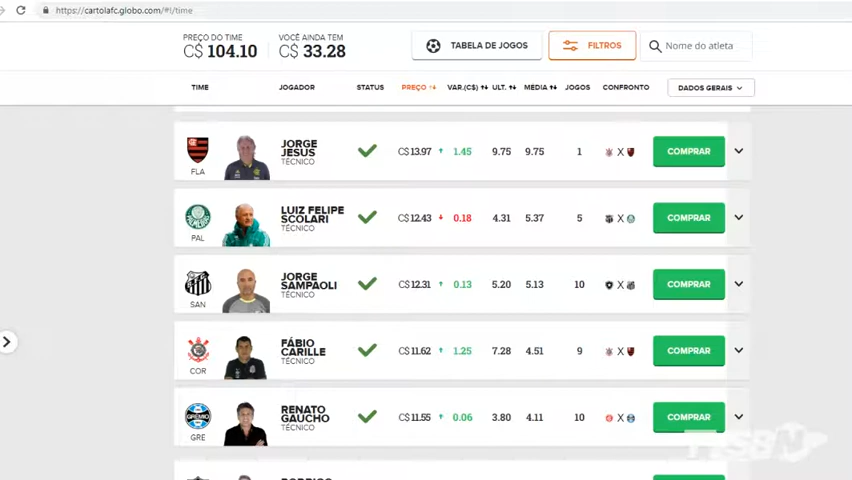 https://cartolafc.globo.com/#!/time
PREÇO DO TIME
C$ 104.10
VOCÊ AINDA TEM
C$ 33.28
TABELA DE JOGOS
FILTROS
Nome do atleta
TIME JOGADOR STATUS PREÇO VAR.(C$) ULT. MÉDIA JOGOS CONFRONTO DADOS GERAIS
FLA
JORGE JESUS
TÉCNICO
C$ 13.97 1.45 9.75 9.75 1 X COMPRAR
PAL
LUIZ FELIPE SCOLARI
TÉCNICO
C$ 12.43 0.18 4.31 5.37 5 X COMPRAR
SAN
JORGE SAMPAOLI
TÉCNICO
C$ 12.31 0.13 5.20 5.13 10 X COMPRAR
COR
FÁBIO CARILLE
TÉCNICO
C$ 11.62 1.25 7.28 4.51 9 X COMPRAR
GRE
RENATO GAUCHO
TÉCNICO
C$ 11.55 0.06 3.80 4.11 10 X COMPRAR